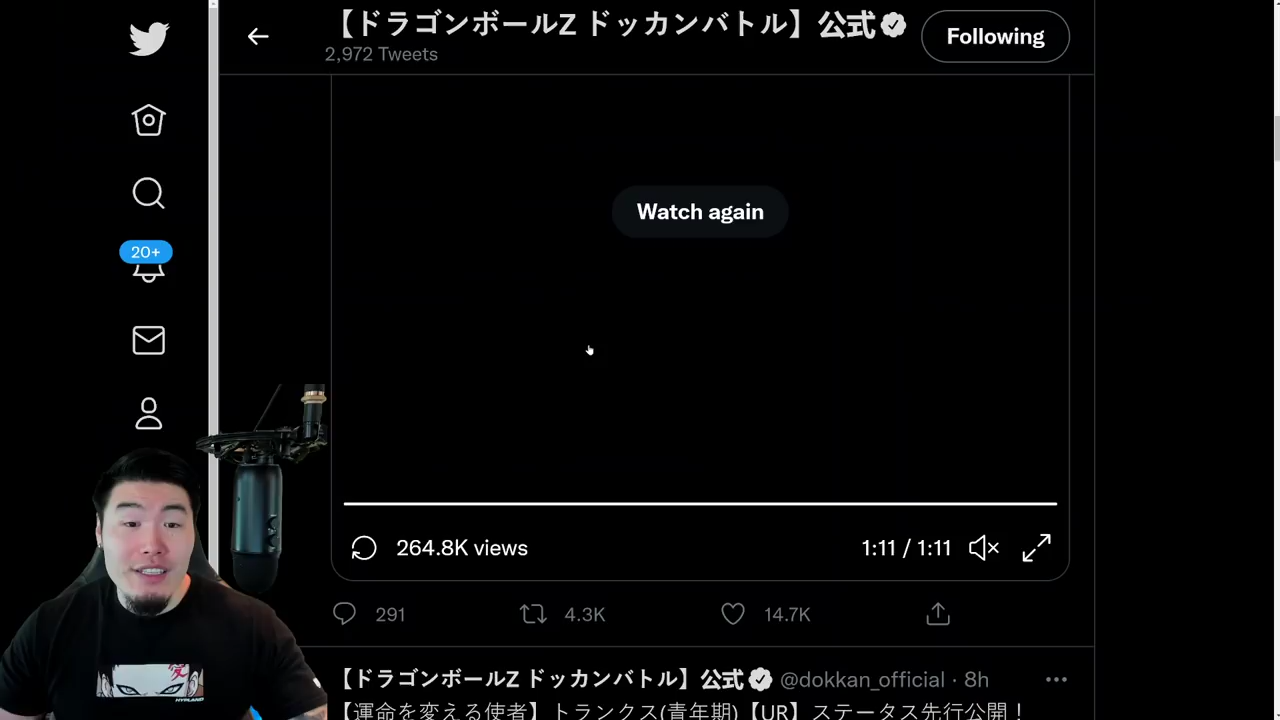 【ドラゴンボールZ ドッカンバトル】公式
2,972 Tweets
Following
20+
Watch again
264.8K views
1:11 / 1:11
291
4.3K
14.7K
【ドラゴンボールZ ドッカンバトル】公式 @dokkan_official · 8h
【運命を変える使者】トランクス(青年期)【UR】ステータス先行公開！
愛
HYPLAND